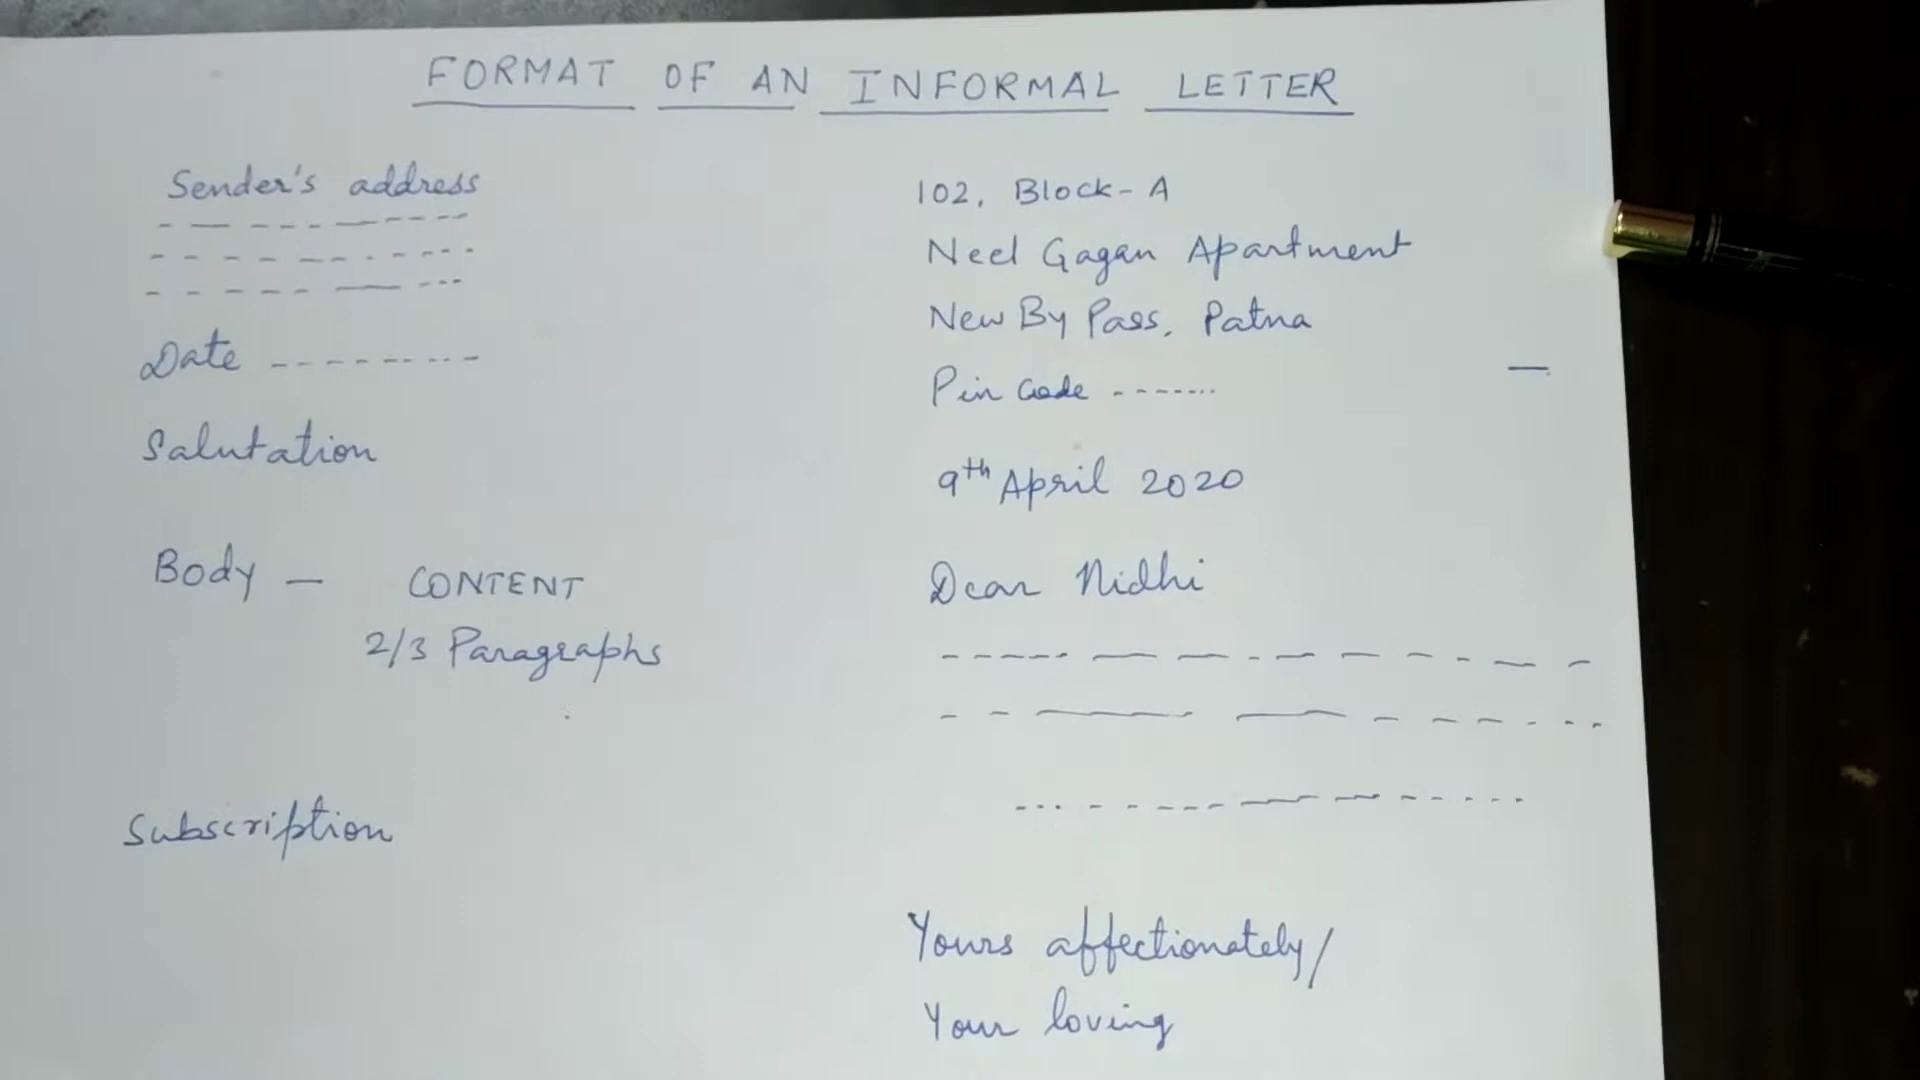 FORMAT OF AN INFORMAL LETTER
Sender's address
Date ---------
Salutation
Body — CONTENT
2/3 Paragraphs
Subscription
102, Block-A
Neel Gagan Apartment
New By Pass, Patna
Pin Code -------
9th April 2020
Dear Nidhi
Yours affectionately/
Your loving